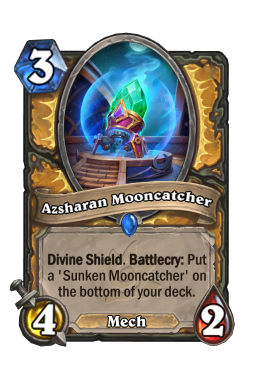 3
Azsharan Mooncatcher
Divine Shield. Battlecry: Put
a 'Sunken Mooncatcher' on
the bottom of your deck.
4 Mech 2